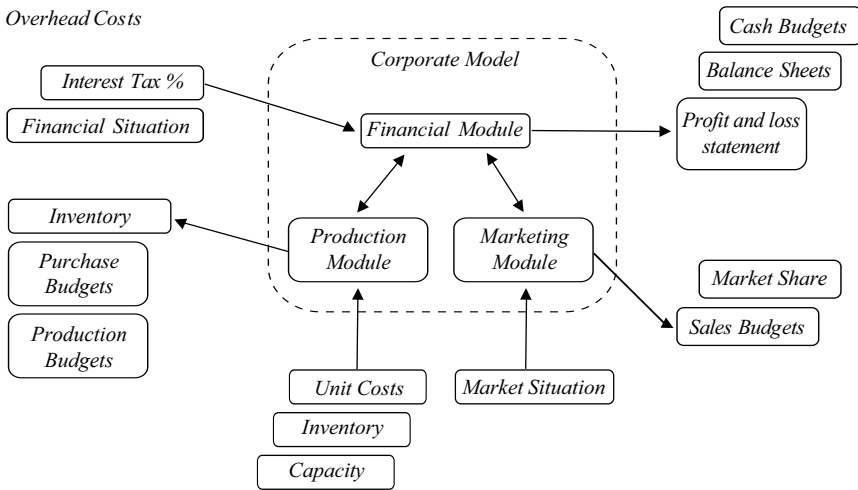 Overhead Costs
Cash Budgets
Corporate Model
Interest Tax %
Balance Sheets
Financial Situation
Financial Module
Profit and loss
statement
Inventory
Production
Module
Marketing
Module
Purchase
Budgets
Market Share
Production
Budgets
Sales Budgets
Unit Costs
Market Situation
Inventory
Capacity